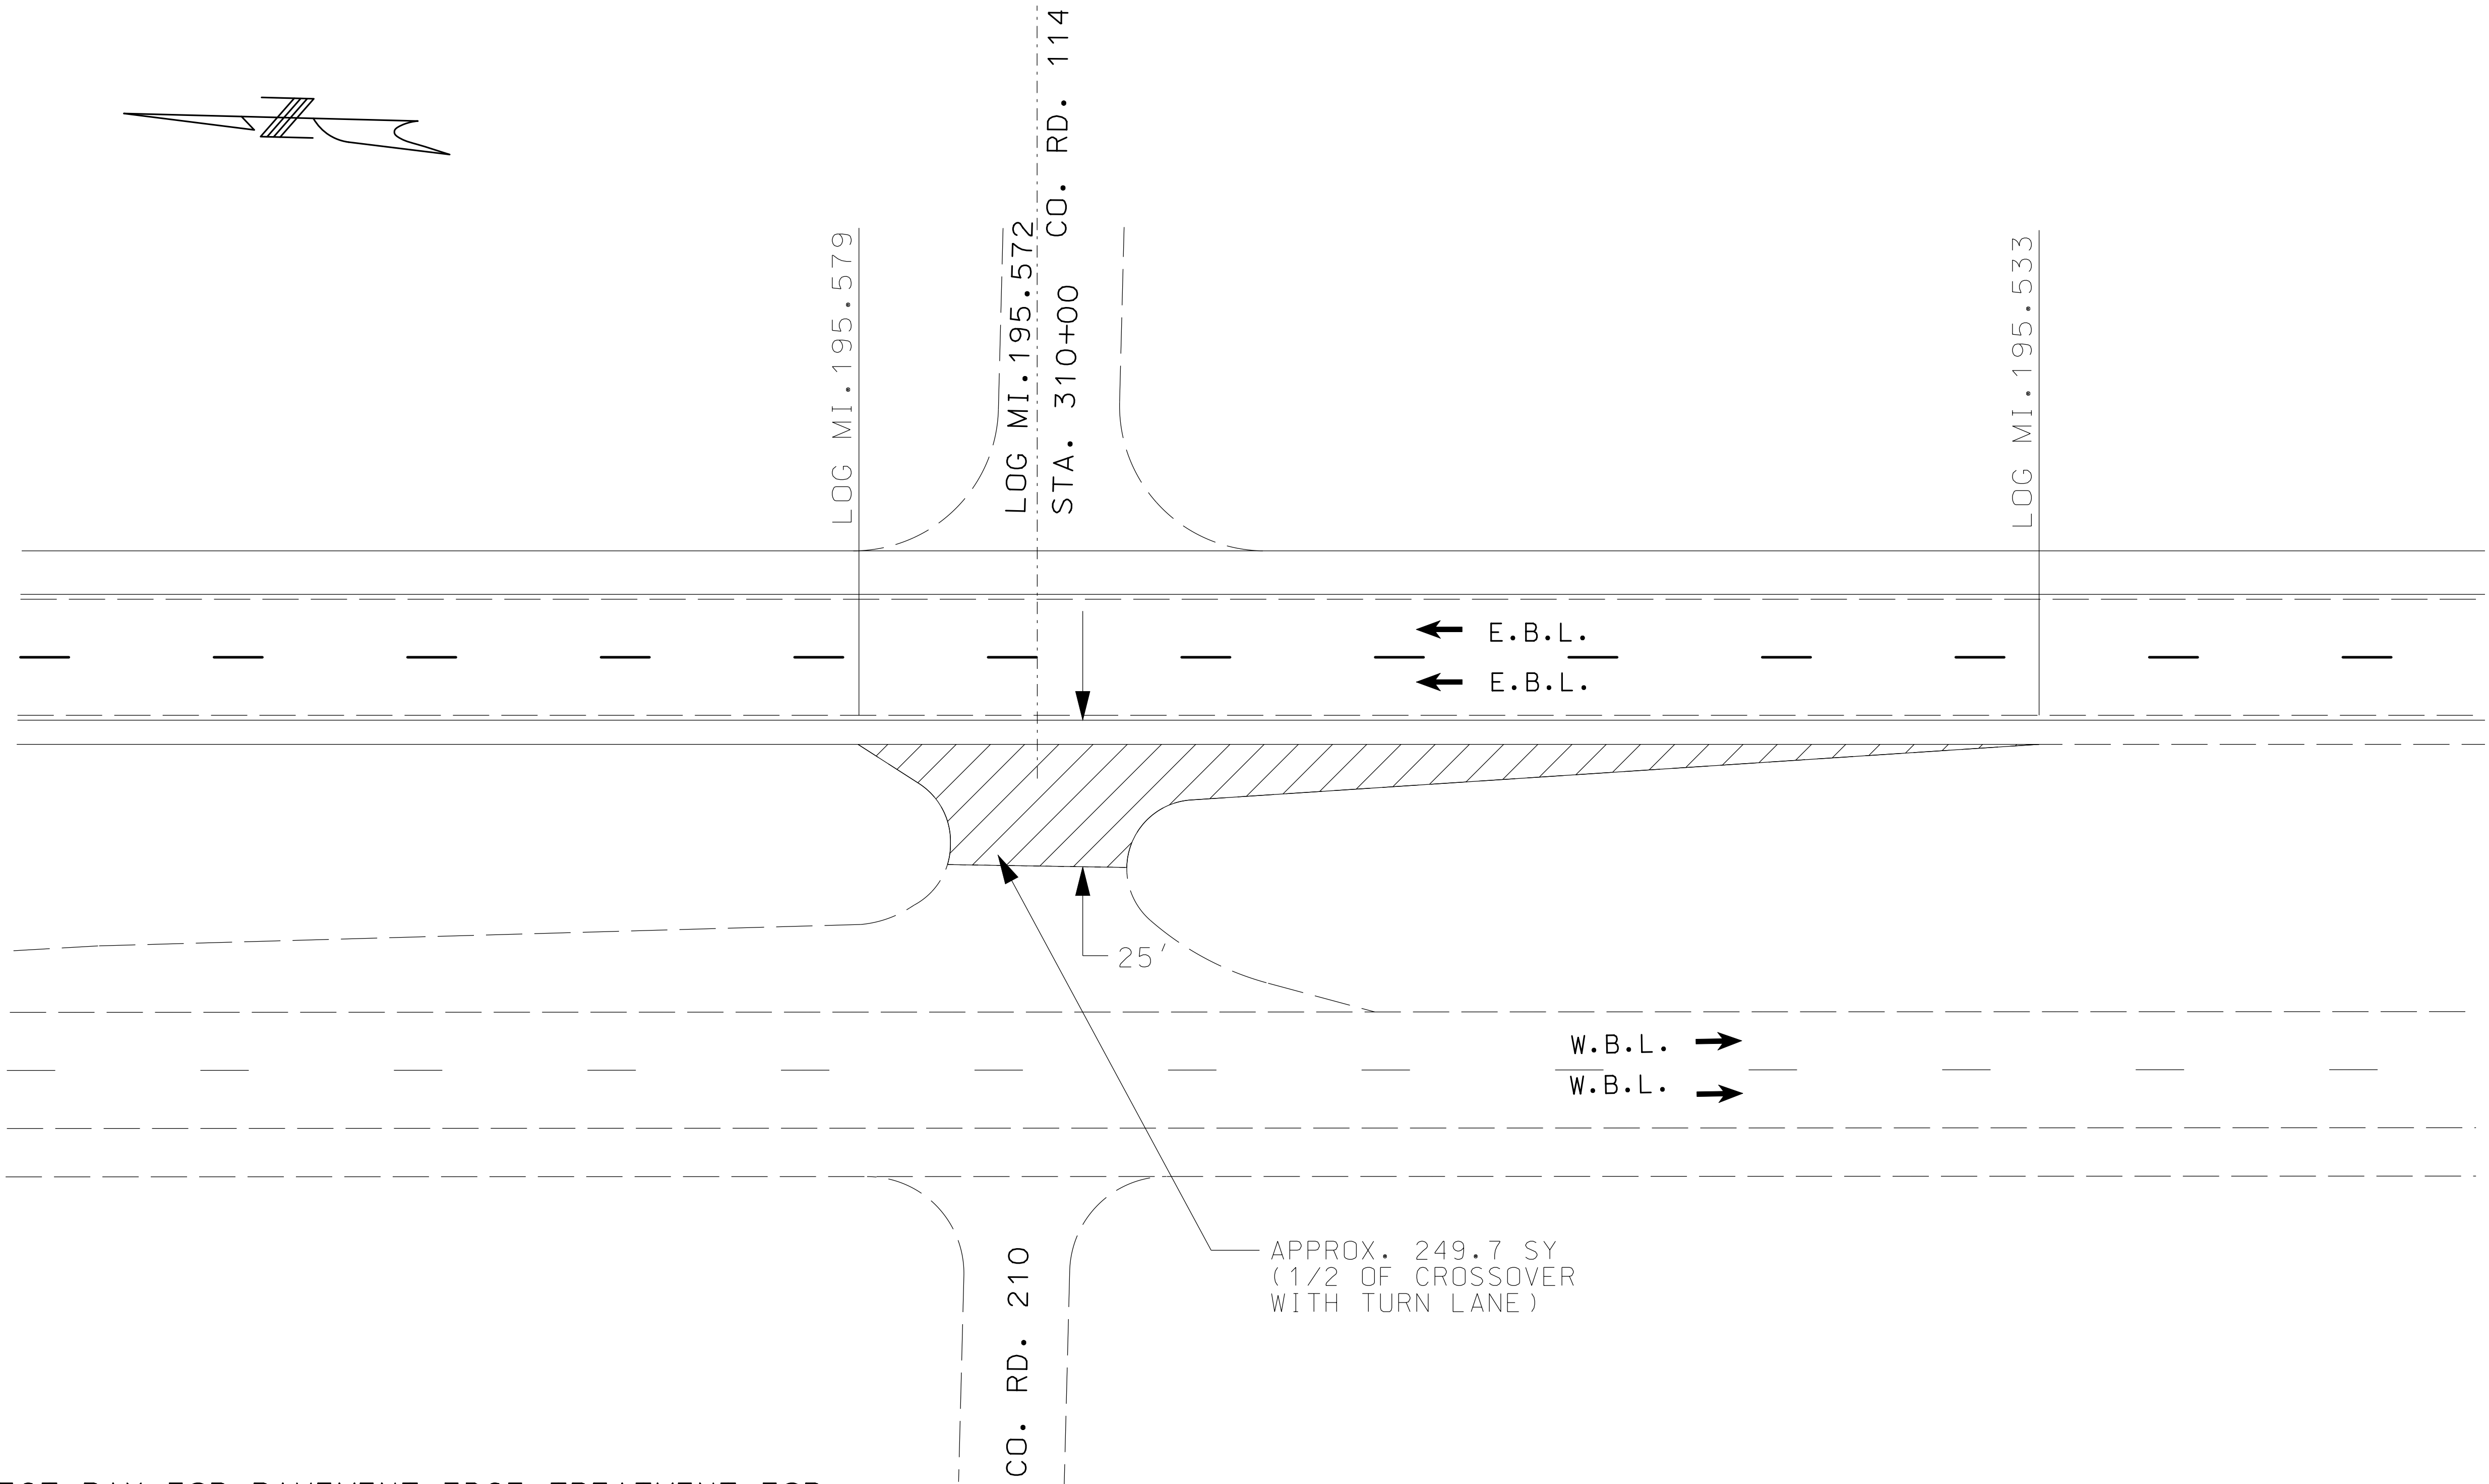 CO. RD. 114
LOG MI. 195.579
LOG MI.195.572
STA. 310+00
LOG MI. 195.533
E.B.L.
E.B.L.
25'
W.B.L.
W.B.L.
APPROX. 249.7 SY
(1/2 OF CROSSOVER
WITH TURN LANE)
CO. RD. 210